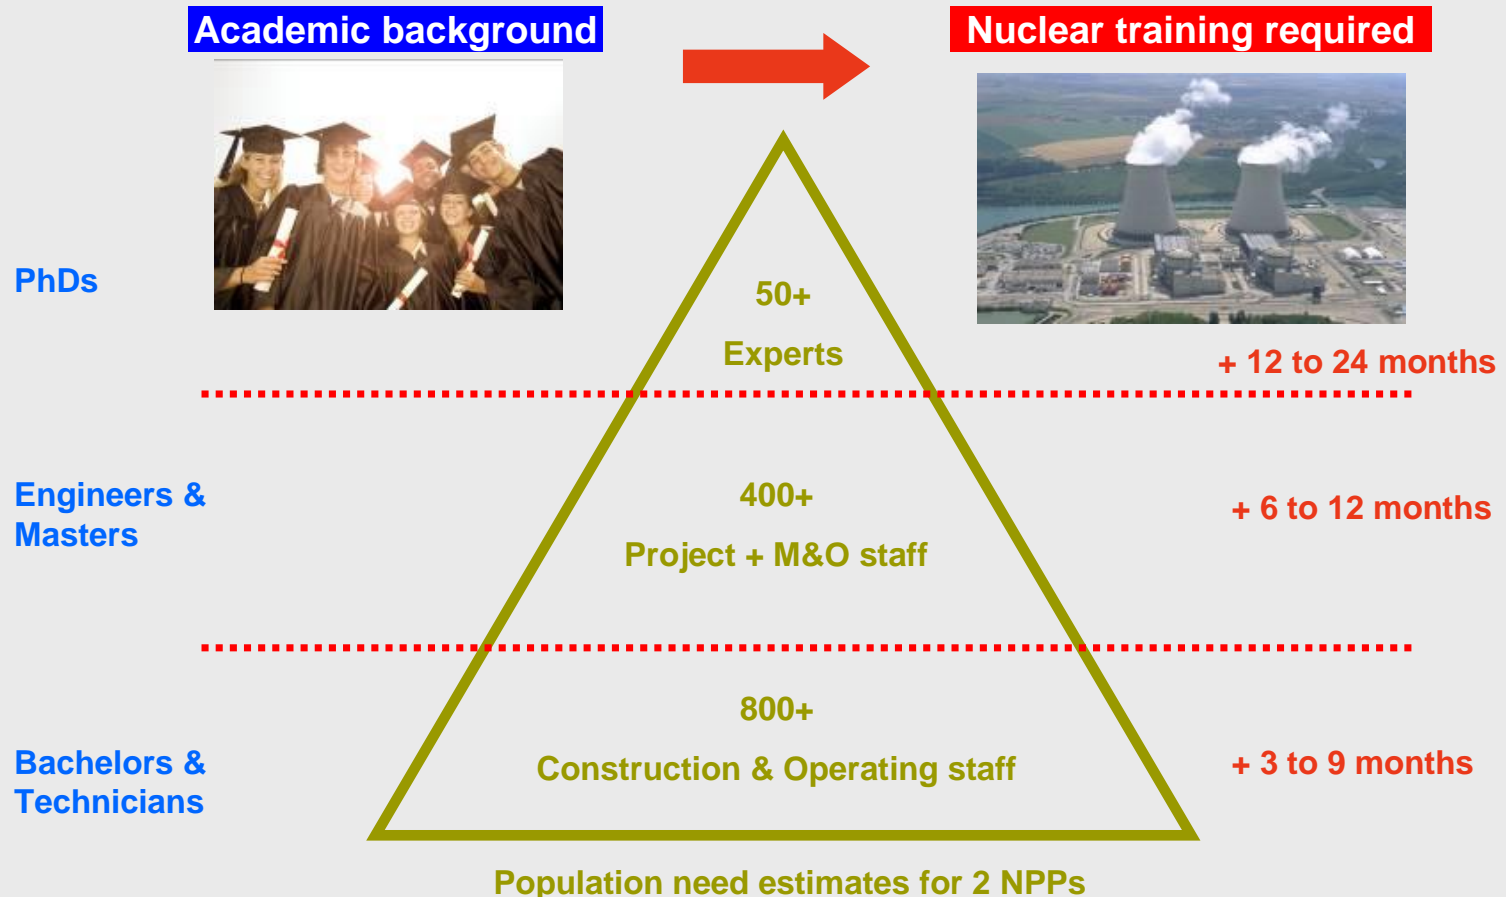 Academic background
Nuclear training required
PhDs
50+
Experts
+ 12 to 24 months
Engineers &
Masters
400+
Project + M&O staff
+ 6 to 12 months
Bachelors &
Technicians
800+
Construction & Operating staff
+ 3 to 9 months
Population need estimates for 2 NPPs